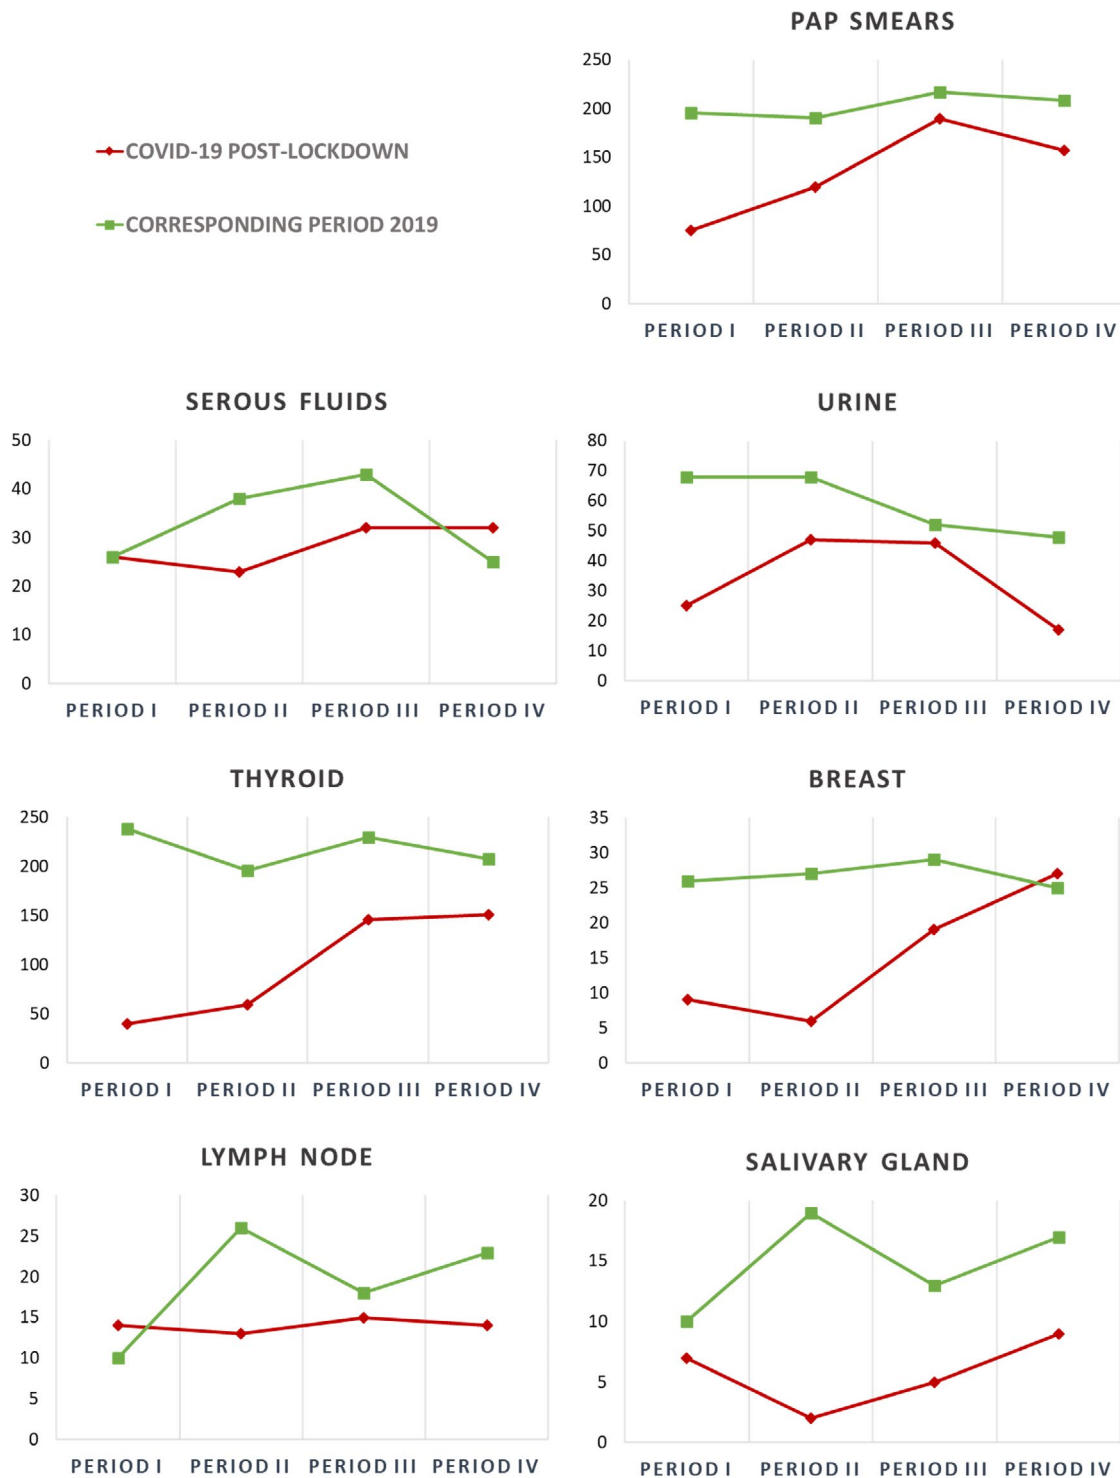 PAP SMEARS
COVID-19 POST-LOCKDOWN
CORRESPONDING PERIOD 2019
250
200
150
100
50
0
PERIOD I PERIOD II PERIOD III PERIOD IV
SEROUS FLUIDS
50
40
30
20
10
0
PERIOD I PERIOD II PERIOD III PERIOD IV
URINE
80
70
60
50
40
30
20
10
0
PERIOD I PERIOD II PERIOD III PERIOD IV
THYROID
250
200
150
100
50
0
PERIOD I PERIOD II PERIOD III PERIOD IV
BREAST
35
30
25
20
15
10
5
0
PERIOD I PERIOD II PERIOD III PERIOD IV
LYMPH NODE
30
25
20
15
10
5
0
PERIOD I PERIOD II PERIOD III PERIOD IV
SALIVARY GLAND
20
15
10
5
0
PERIOD I PERIOD II PERIOD III PERIOD IV